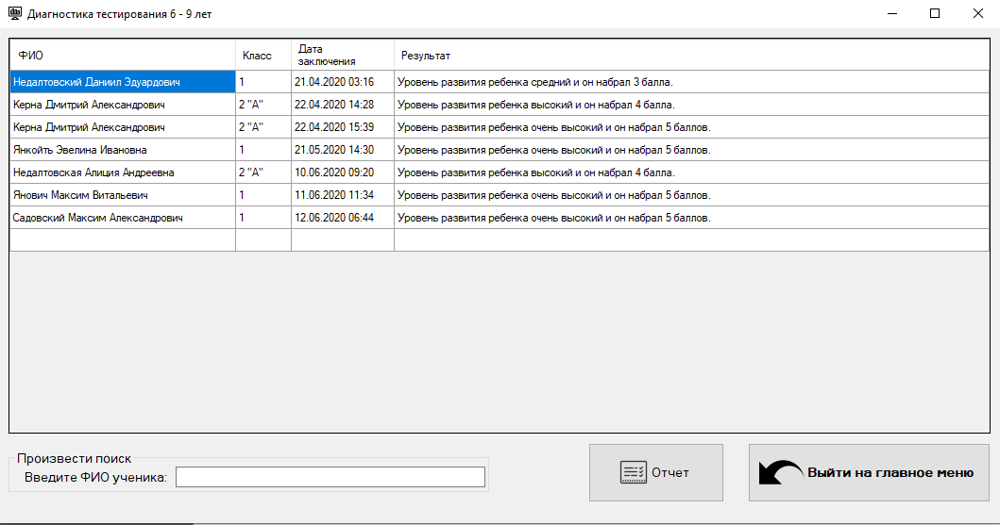 Диагностика тестирования 6 - 9 лет
ФИО Класс Дата заключения Результат
Недалтовский Даниил Эдуардович 1 21.04.2020 03:16 Уровень развития ребенка средний и он набрал 3 балла.
Керна Дмитрий Александрович 2 "А" 22.04.2020 14:28 Уровень развития ребенка высокий и он набрал 4 балла.
Керна Дмитрий Александрович 2 "А" 22.04.2020 15:39 Уровень развития ребенка очень высокий и он набрал 5 баллов.
Янкойть Эвелина Ивановна 1 21.05.2020 14:30 Уровень развития ребенка очень высокий и он набрал 5 баллов.
Недалтовская Алиция Андреевна 2 "А" 10.06.2020 09:20 Уровень развития ребенка высокий и он набрал 4 балла.
Янович Максим Витальевич 1 11.06.2020 11:34 Уровень развития ребенка очень высокий и он набрал 5 баллов.
Садовский Максим Александрович 1 12.06.2020 06:44 Уровень развития ребенка очень высокий и он набрал 5 баллов.
Произвести поиск
Введите ФИО ученика:
Отчет
Выйти на главное меню